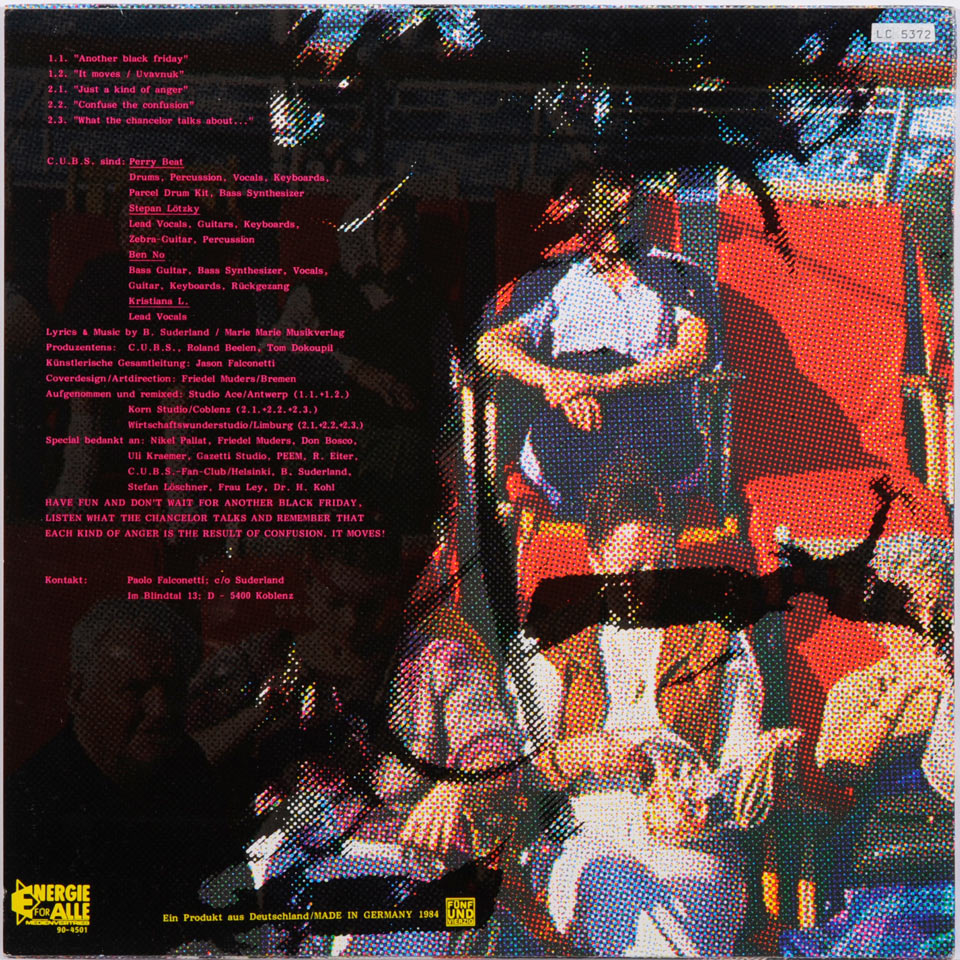 LC 5372
1.1. "Another black friday"
1.2. "It moves / Uvavnuk"
2.1. "Just a kind of anger"
2.2. "Confuse the confusion"
2.3. "What the chancelor talks about..."
C.U.B.S. sind: Perry Beat
Drums, Percussion, Vocals, Keyboards,
Parcel Drum Kit, Bass Synthesizer
Stepan Lötzky
Lead Vocals, Guitars, Keyboards,
Zebra-Guitar, Percussion
Ben No
Bass Guitar, Bass Synthesizer, Vocals,
Guitar, Keyboards, Rückgezang
Kristiana L.
Lead Vocals
Lyrics & Music by B. Suderland / Marie Marie Musikverlag
Produzentens: C.U.B.S., Roland Beelen, Tom Dokoupil
Künstlerische Gesamtleitung: Jason Falconetti
Coverdesign/Artdirection: Friedel Muders/Bremen
Aufgenommen und remixed: Studio Ace/Antwerp (1.1.+1.2.)
Korn Studio/Coblenz (2.1.+2.2.+2.3.)
Wirtschaftswunderstudio/Limburg (2.1.+2.2.+2.3.)
Special bedankt an: Nikel Pallat, Friedel Muders, Don Bosco,
Uli Kraemer, Gazetti Studio, PEEM, R. Eiter,
C.U.B.S.-Fan-Club/Helsinki, B. Suderland,
Stefan Löschner, Frau Ley, Dr. H. Kohl
HAVE FUN AND DON'T WAIT FOR ANOTHER BLACK FRIDAY,
LISTEN WHAT THE CHANCELOR TALKS AND REMEMBER THAT
EACH KIND OF ANGER IS THE RESULT OF CONFUSION. IT MOVES!
Kontakt: Paolo Falconetti; c/o Suderland
Im Blindtal 13; D - 5400 Koblenz
ENERGIE
FÜR ALLE
MEDIENVERTRIEB
90-4501
Ein Produkt aus Deutschland/MADE IN GERMANY 1984
FÜNF
UND
VIERZIG